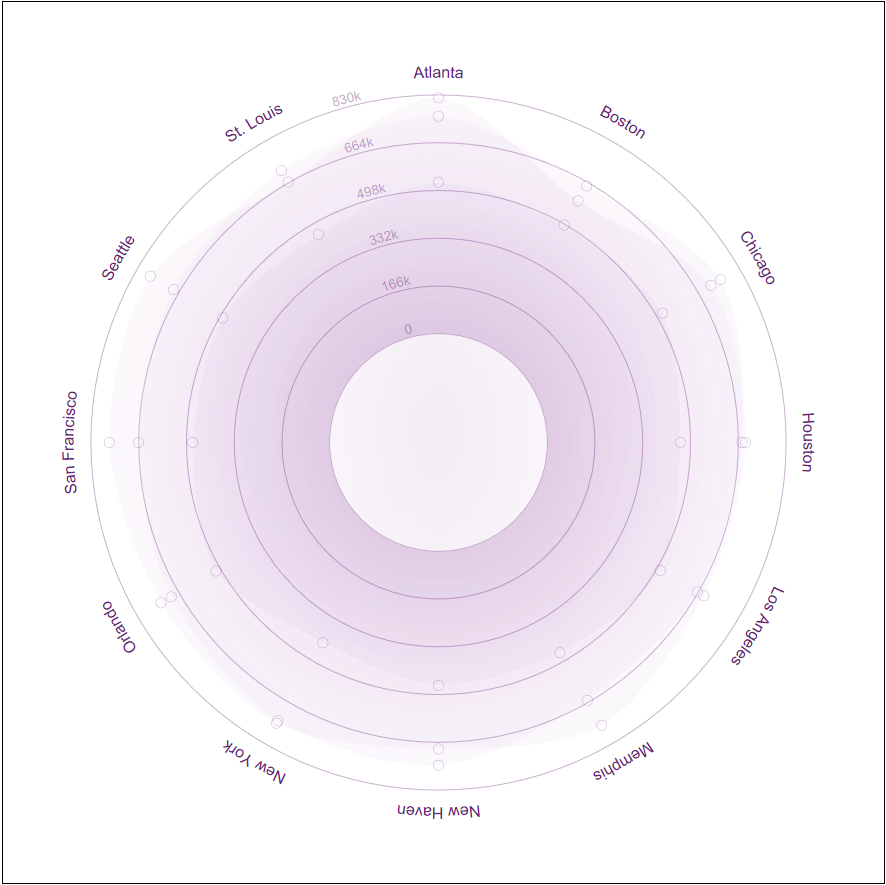 Atlanta
Boston
Chicago
Houston
Los Angeles
Memphis
New Haven
New York
Orlando
San Francisco
Seattle
St. Louis
830k
664k
498k
332k
166k
0